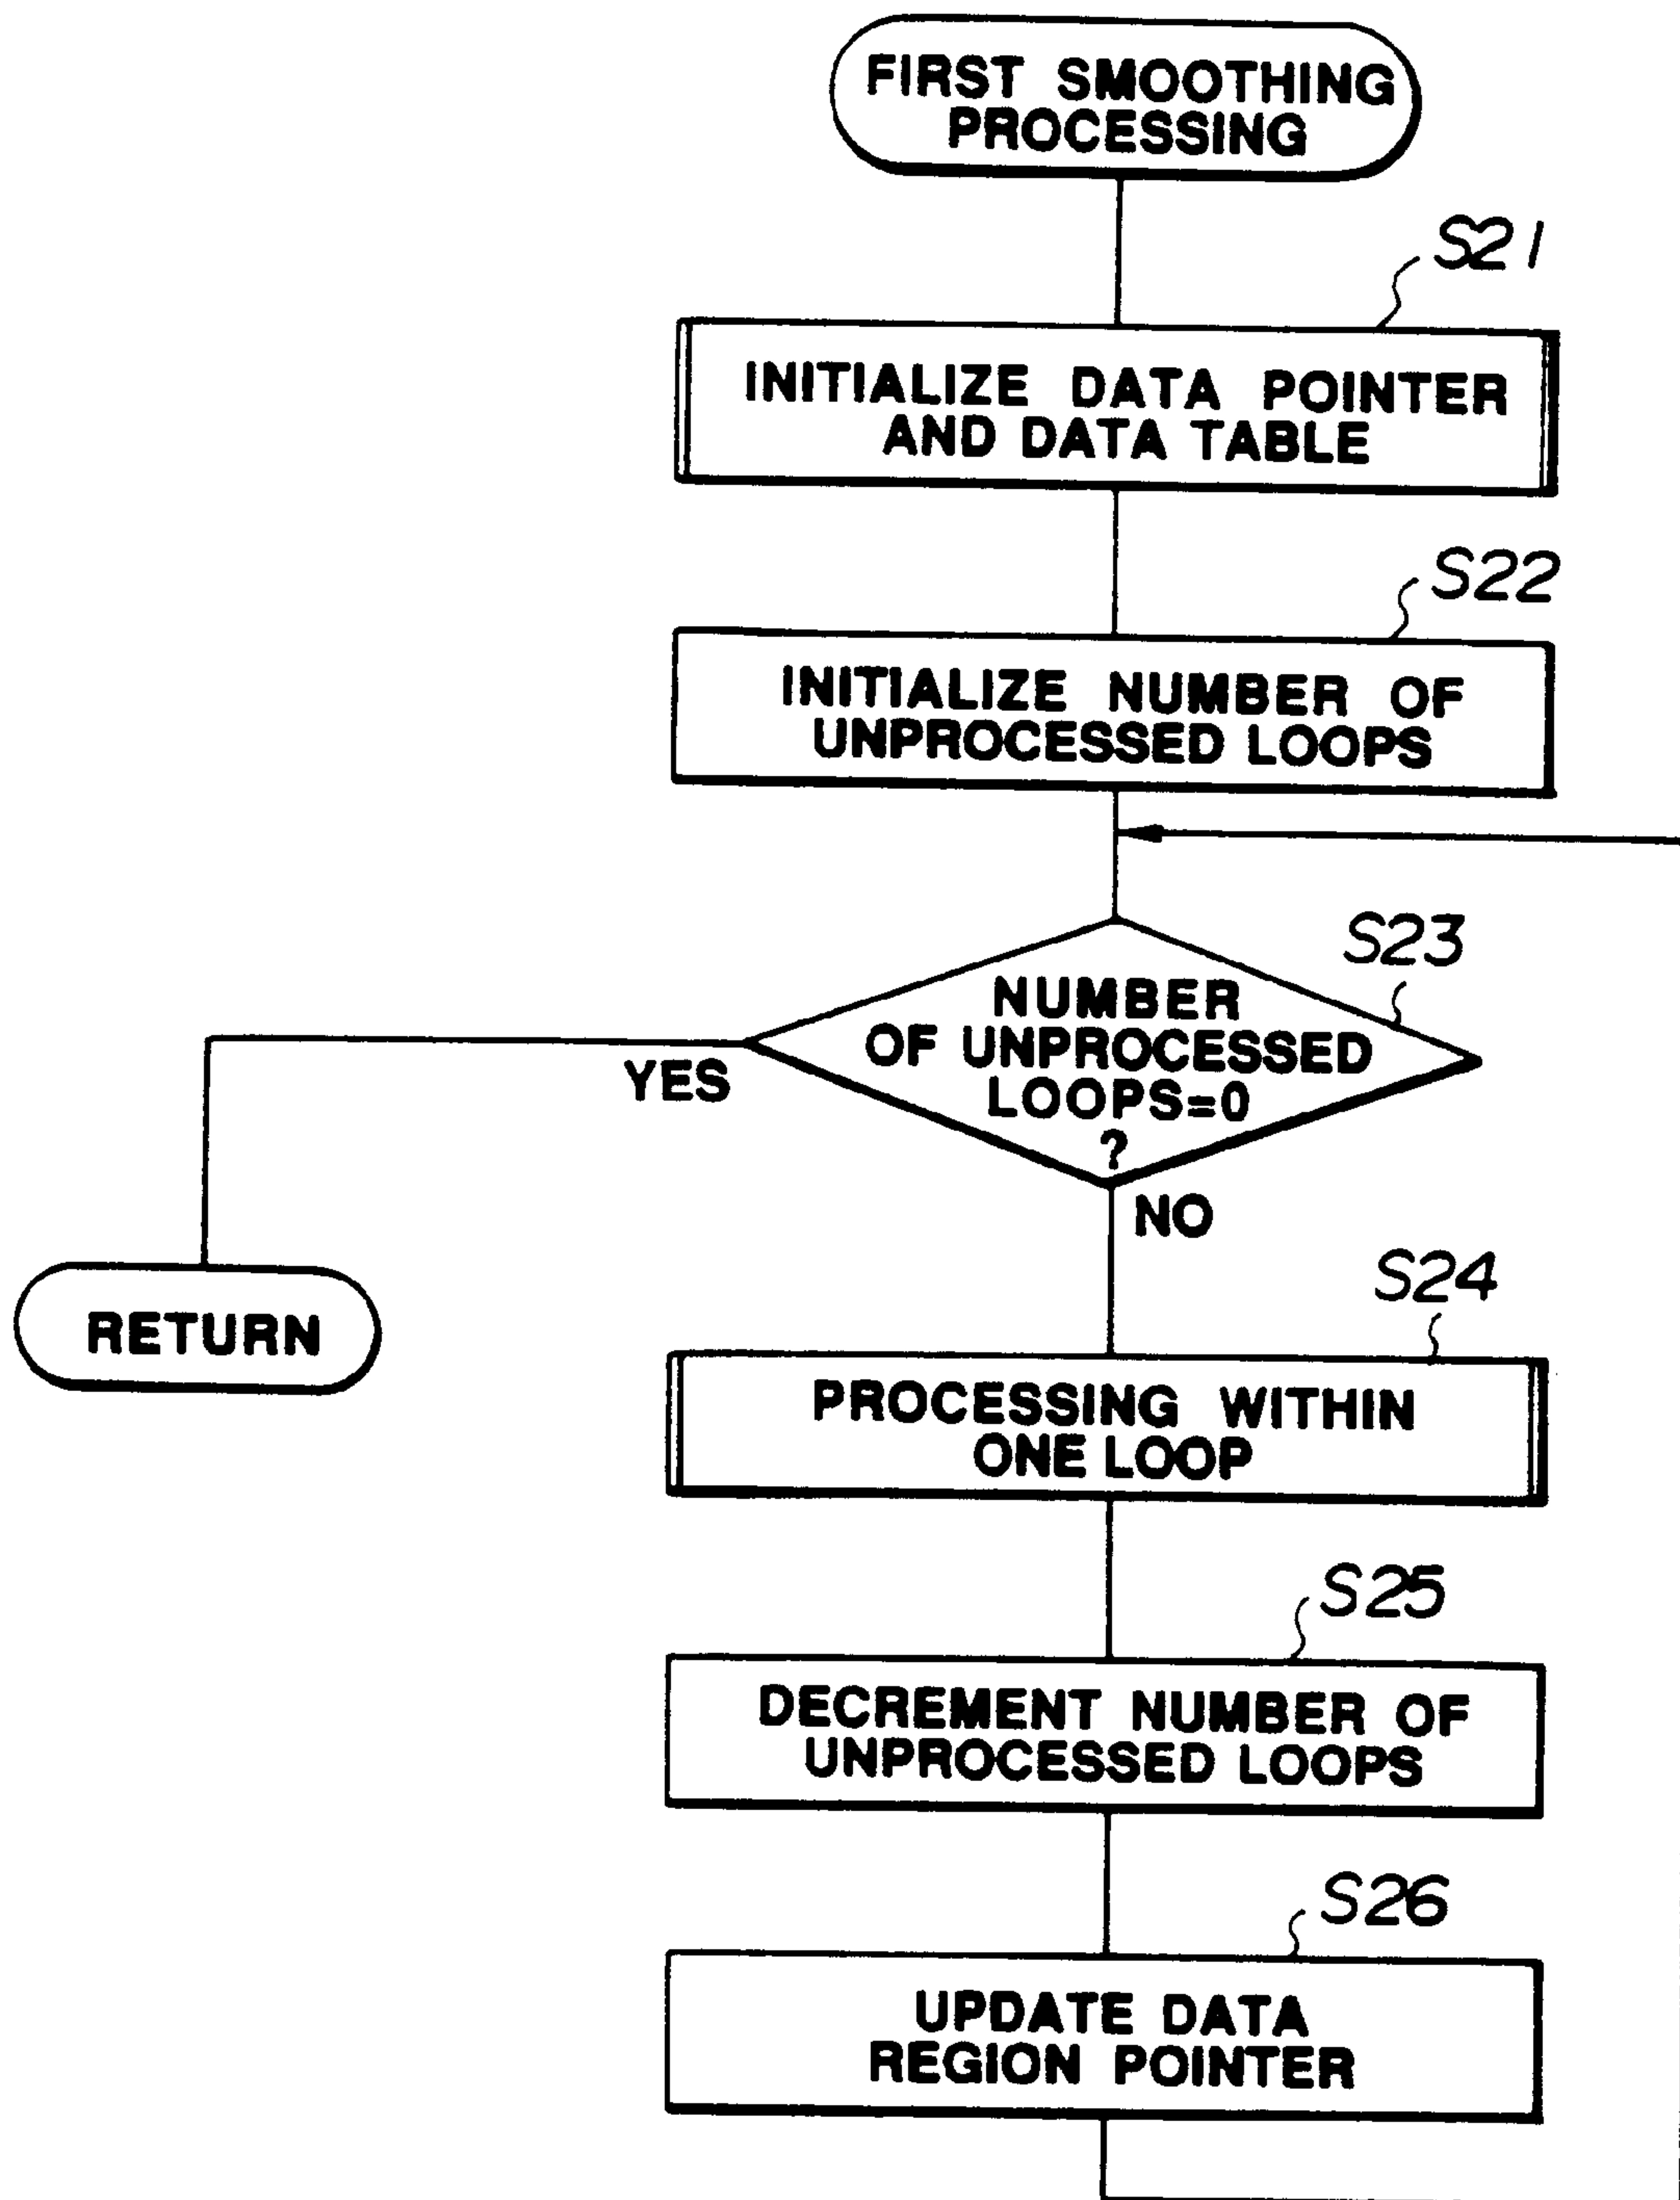 FIRST SMOOTHING
PROCESSING
S21
INITIALIZE DATA POINTER
AND DATA TABLE
S22
INITIALIZE NUMBER OF
UNPROCESSED LOOPS
S23
NUMBER
OF UNPROCESSED
LOOPS=0
?
YES
NO
RETURN
S24
PROCESSING WITHIN
ONE LOOP
S25
DECREMENT NUMBER OF
UNPROCESSED LOOPS
S26
UPDATE DATA
REGION POINTER